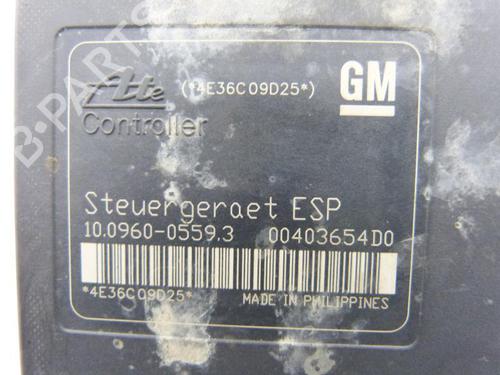 Ate
(*4E36C09D25*)
GM
Controller
Steuergeraet ESP
10.0960-0559.3 00403654D0
*4E36C09D25*
MADE IN PHILIPPINES
B-PARTS